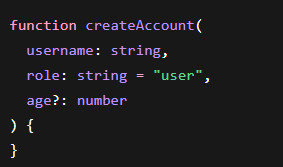 function createAccount(
  username: string,
  role: string = "user",
  age?: number
) {
}